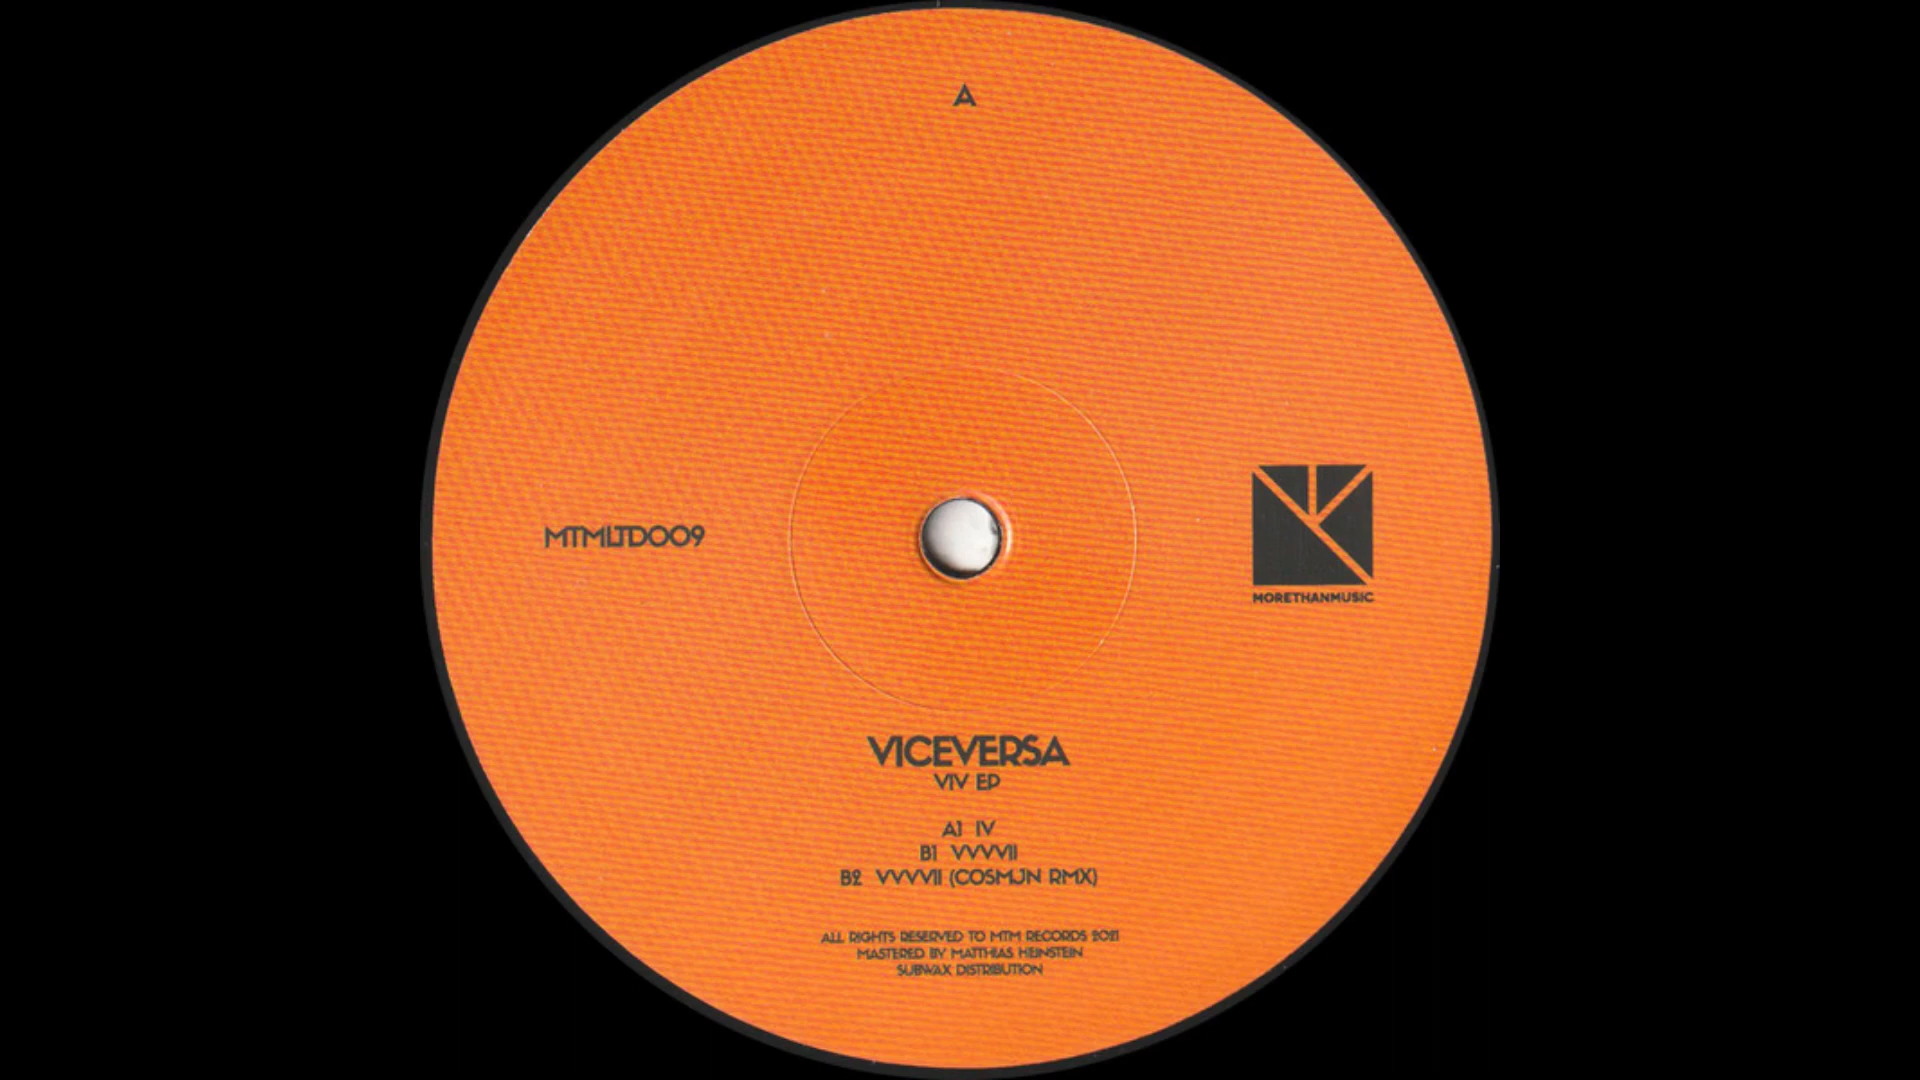 A
MTMLTD009
MORETHANMUSIC
VICEVERSA
VIV EP
A1 IV
B1 VVVVII
B2 VVVVII (COSMJN RMX)
ALL RIGHTS RESERVED TO MTM RECORDS 2021
MASTERED BY MATTHIAS HEINSTEIN
SUBWAX DISTRIBUTION